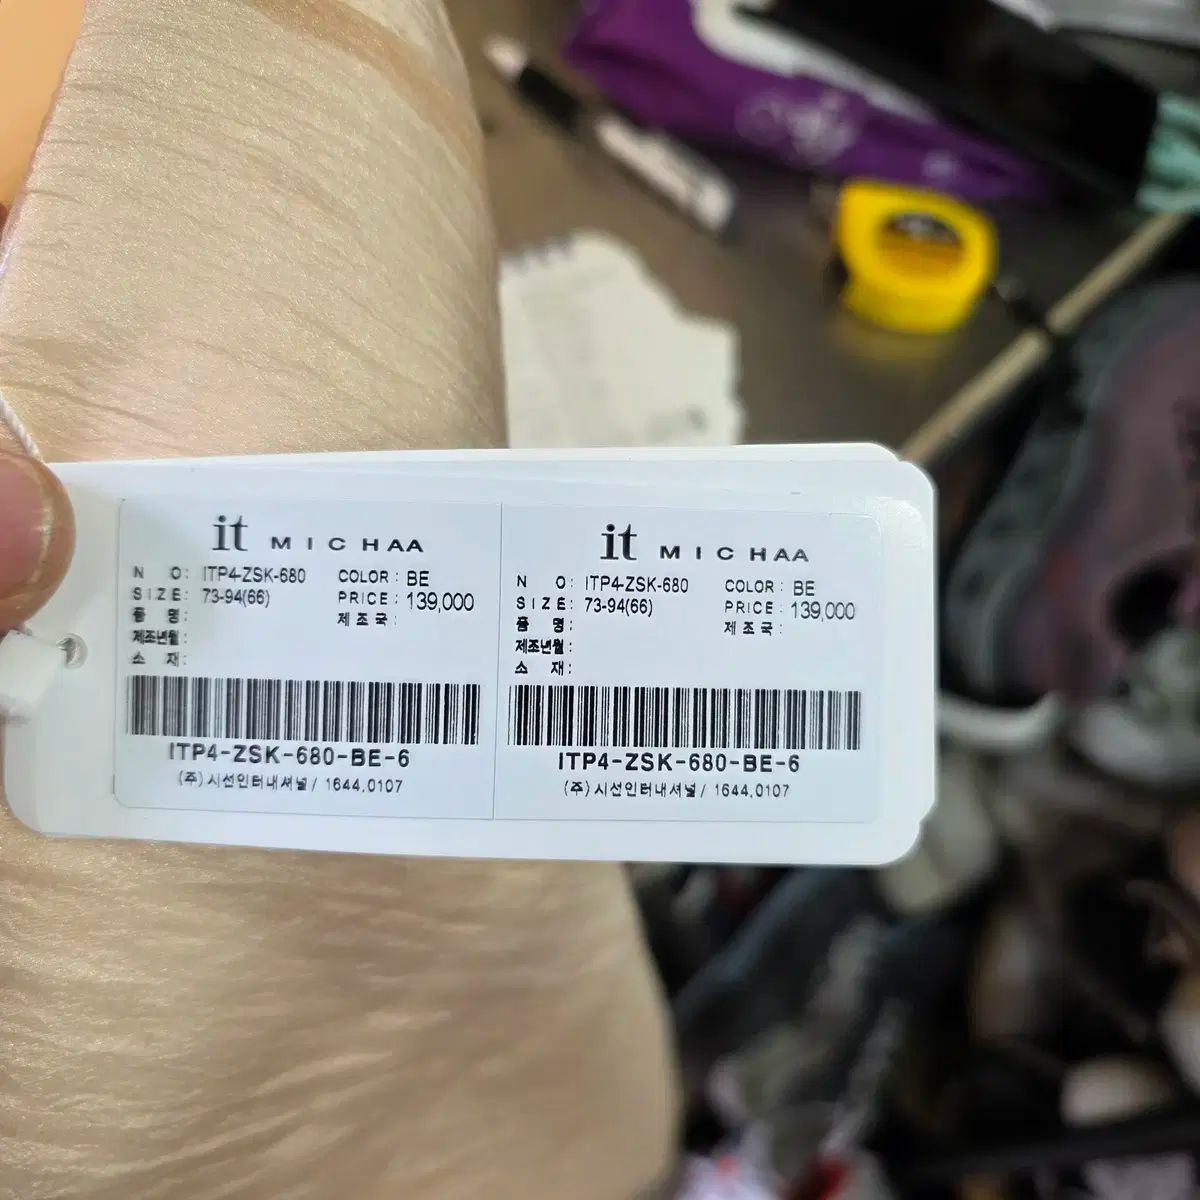 it MICHAA
N O: ITP4-ZSK-680 COLOR: BE
SIZE: 73-94(66) PRICE: 139,000
품 명: 제조국:
제조년월:
소 재:
ITP4-ZSK-680-BE-6
(주)시선인터내셔널/ 1644.0107
it MICHAA
N O: ITP4-ZSK-680 COLOR: BE
SIZE: 73-94(66) PRICE: 139,000
품 명: 제조국:
제조년월:
소 재:
ITP4-ZSK-680-BE-6
(주)시선인터내셔널/ 1644.0107